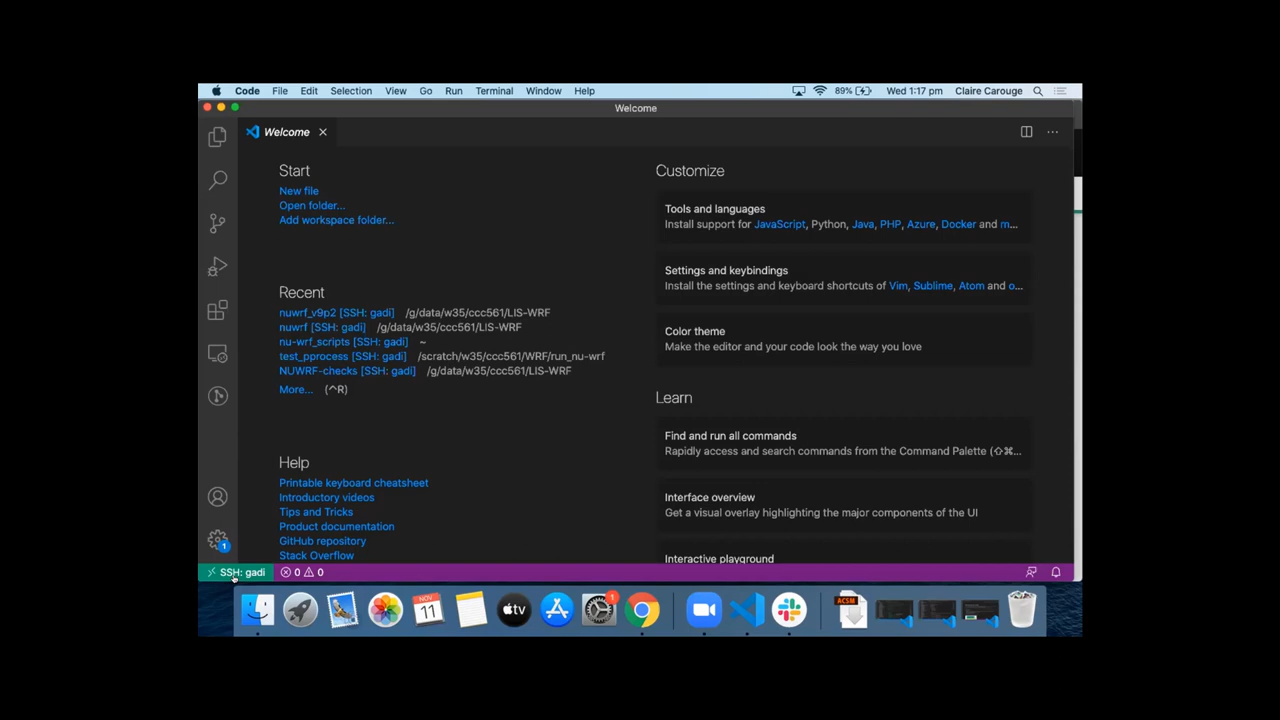 Code File Edit Selection View Go Run Terminal Window Help 89% Wed 1:17 pm Claire Carouge
Welcome
Welcome
Start
New file
Open folder...
Add workspace folder...
Recent
nuwrf_v9p2 [SSH: gadi] /g/data/w35/ccc561/LIS-WRF
nuwrf [SSH: gadi] /g/data/w35/ccc561/LIS-WRF
nu-wrf_scripts [SSH: gadi] ~
test_pprocess [SSH: gadi] /scratch/w35/ccc561/WRF/run_nu-wrf
NUWRF-checks [SSH: gadi] /g/data/w35/ccc561/LIS-WRF
More... (^R)
Help
Printable keyboard cheatsheet
Introductory videos
Tips and Tricks
Product documentation
GitHub repository
Stack Overflow
Customize
Tools and languages
Install support for JavaScript, Python, Java, PHP, Azure, Docker and m...
Settings and keybindings
Install the settings and keyboard shortcuts of Vim, Sublime, Atom and o...
Color theme
Make the editor and your code look the way you love
Learn
Find and run all commands
Rapidly access and search commands from the Command Palette (⇧⌘...
Interface overview
Get a visual overlay highlighting the major components of the UI
Interactive playground
1
SSH: gadi 0 0
NOV
11
tv
1
ACSM